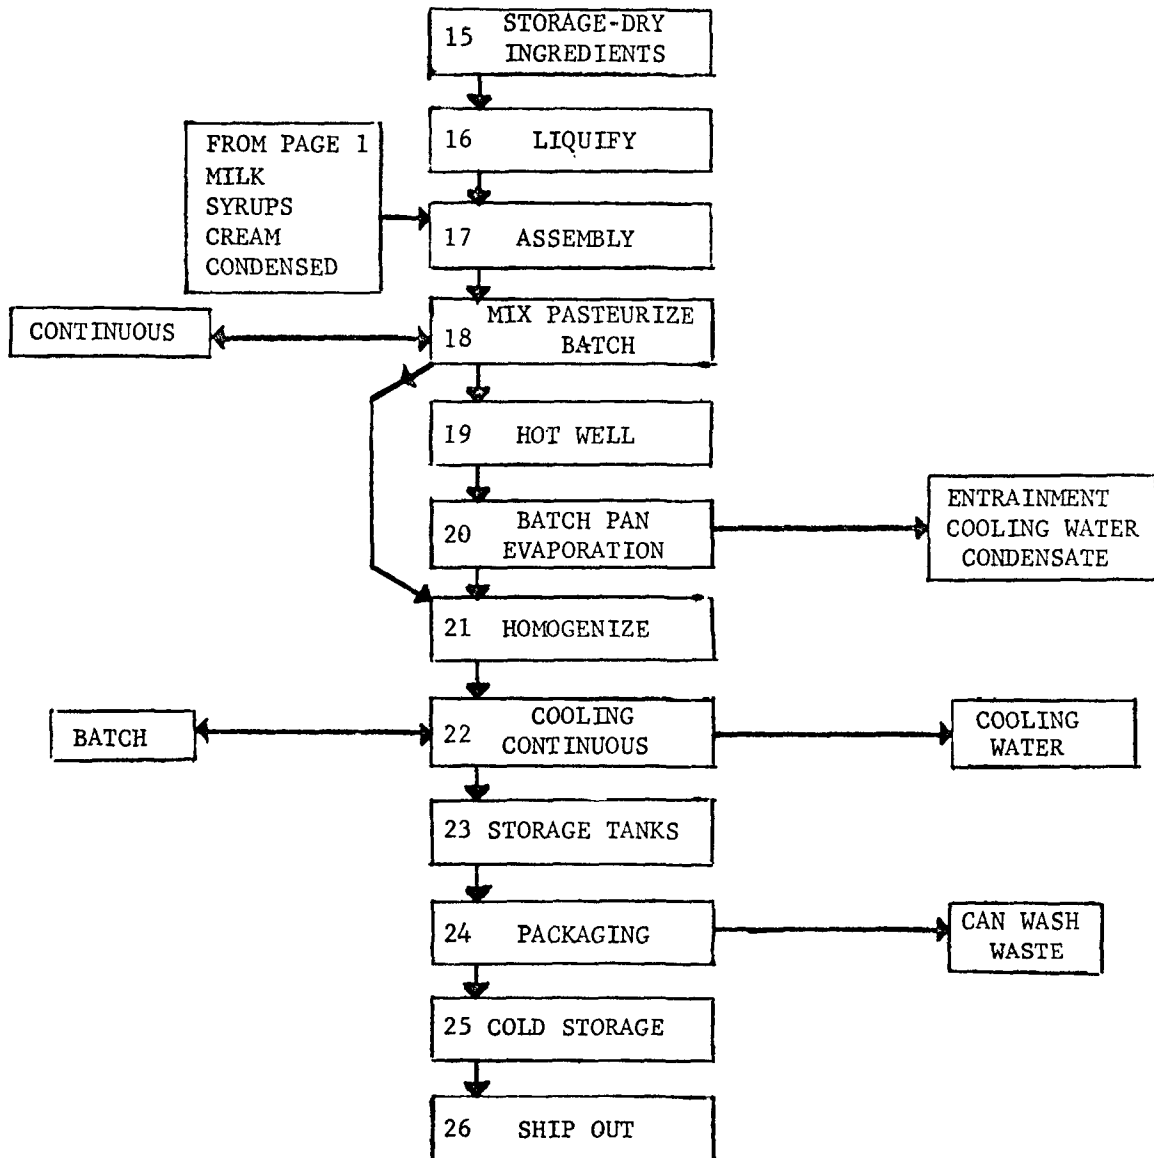 15 STORAGE-DRY
INGREDIENTS
16 LIQUIFY
FROM PAGE 1
MILK
SYRUPS
CREAM
CONDENSED
17 ASSEMBLY
CONTINUOUS
18 MIX PASTEURIZE
BATCH
19 HOT WELL
20 BATCH PAN
EVAPORATION
ENTRAINMENT
COOLING WATER
CONDENSATE
21 HOMOGENIZE
BATCH
22 COOLING
CONTINUOUS
COOLING
WATER
23 STORAGE TANKS
24 PACKAGING
CAN WASH
WASTE
25 COLD STORAGE
26 SHIP OUT